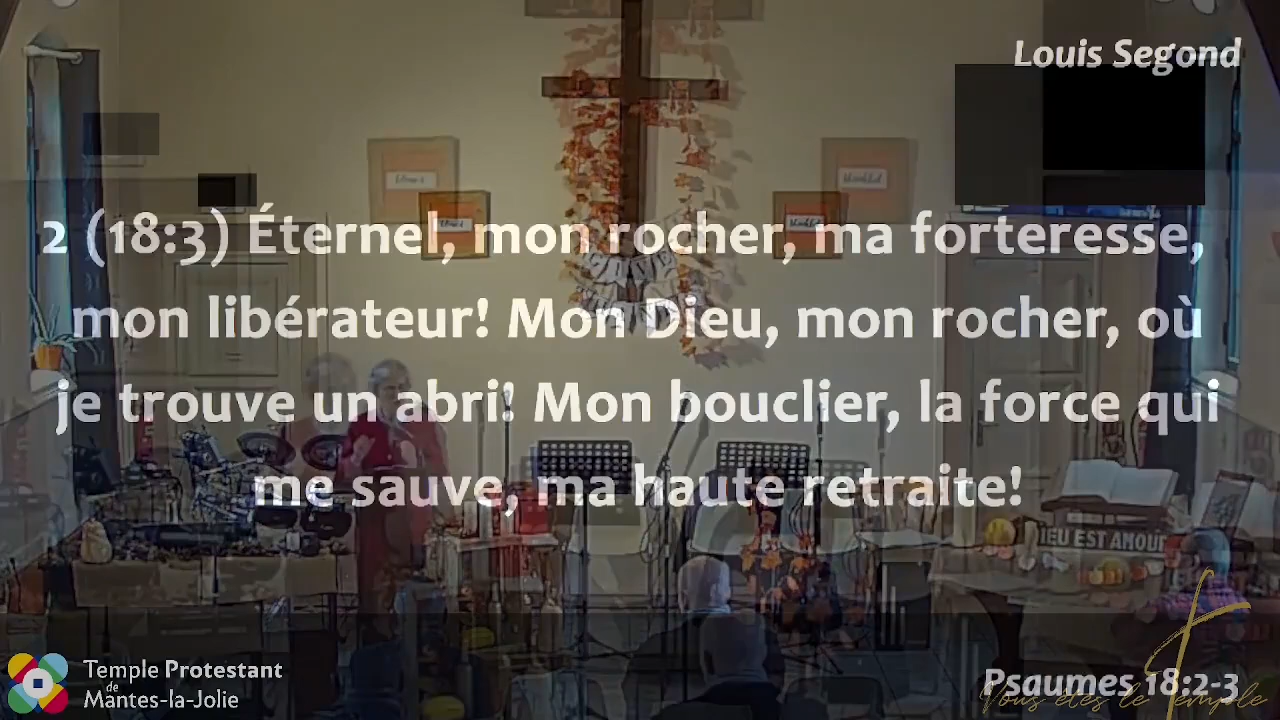 Louis Segond
2 (18:3) Éternel, mon rocher, ma forteresse,
mon libérateur! Mon Dieu, mon rocher, où
je trouve un abri! Mon bouclier, la force qui
me sauve, ma haute retraite!
IEU EST AMOUR
Temple Protestant
de
Mantes-la-Jolie
Psaumes 18:2-3
Vous êtes le Temple